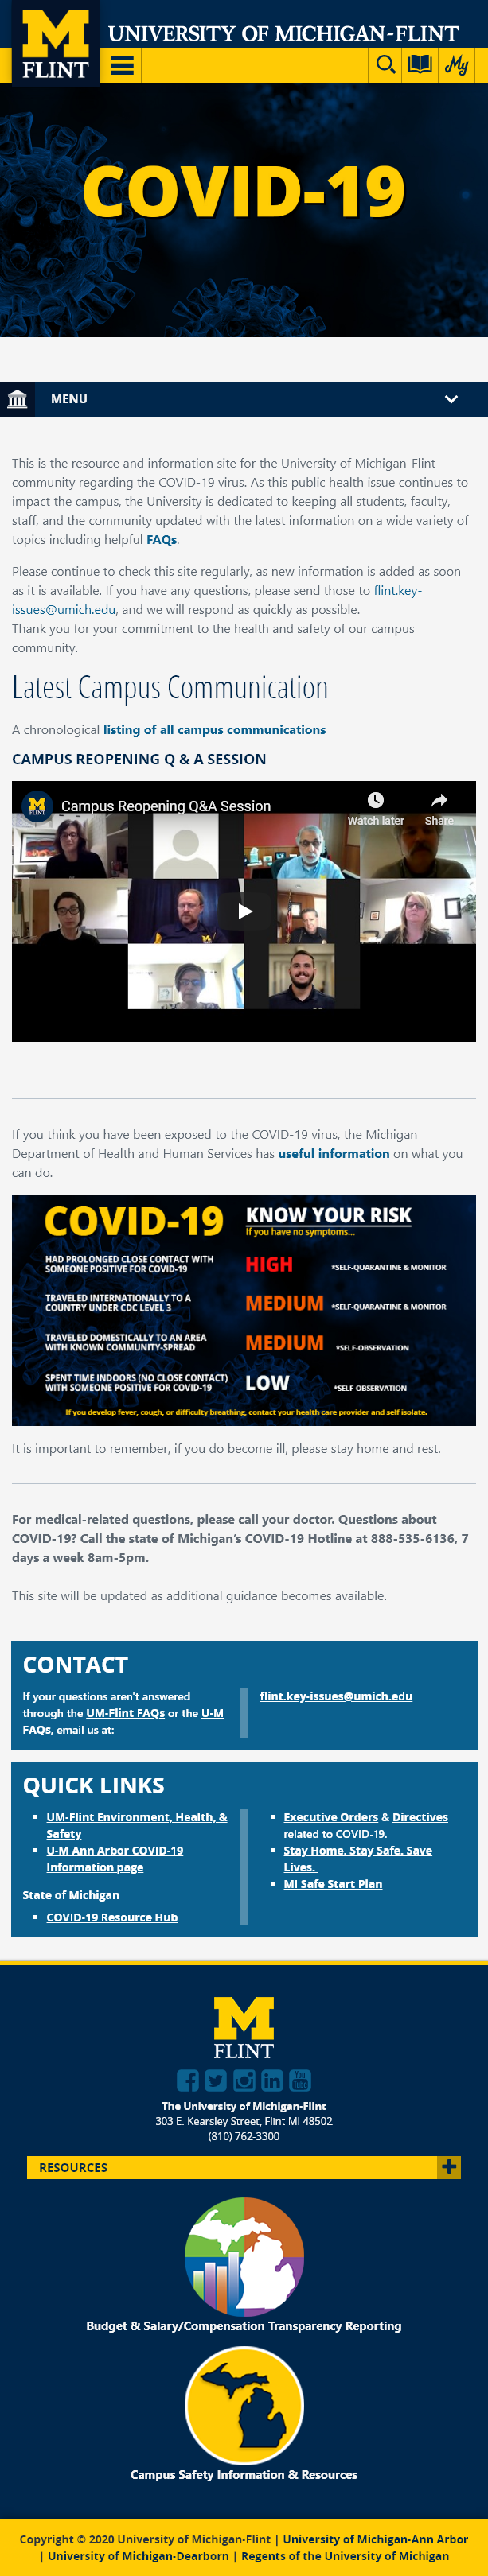 M
FLINT
UNIVERSITY OF MICHIGAN-FLINT
My
COVID-19
MENU
This is the resource and information site for the University of Michigan-Flint
community regarding the COVID-19 virus. As this public health issue continues to
impact the campus, the University is dedicated to keeping all students, faculty,
staff, and the community updated with the latest information on a wide variety of
topics including helpful FAQs.
Please continue to check this site regularly, as new information is added as soon
as it is available. If you have any questions, please send those to flint.key-
issues@umich.edu, and we will respond as quickly as possible.
Thank you for your commitment to the health and safety of our campus
community.
Latest Campus Communication
A chronological listing of all campus communications
CAMPUS REOPENING Q & A SESSION
M
FLINT
Campus Reopening Q&A Session
Watch later
Share
If you think you have been exposed to the COVID-19 virus, the Michigan
Department of Health and Human Services has useful information on what you
can do.
COVID-19
KNOW YOUR RISK
If you have no symptoms...
HAD PROLONGED CLOSE CONTACT WITH
SOMEONE POSITIVE FOR COVID-19
HIGH
*SELF-QUARANTINE & MONITOR
TRAVELED INTERNATIONALLY TO A
COUNTRY UNDER CDC LEVEL 3
MEDIUM
*SELF-QUARANTINE & MONITOR
TRAVELED DOMESTICALLY TO AN AREA
WITH KNOWN COMMUNITY-SPREAD
MEDIUM
*SELF-OBSERVATION
SPENT TIME INDOORS (NO CLOSE CONTACT)
WITH SOMEONE POSITIVE FOR COVID-19
LOW
*SELF-OBSERVATION
If you develop fever, cough, or difficulty breathing, contact your health care provider and self isolate.
It is important to remember, if you do become ill, please stay home and rest.
For medical-related questions, please call your doctor. Questions about
COVID-19? Call the state of Michigan's COVID-19 Hotline at 888-535-6136, 7
days a week 8am-5pm.
This site will be updated as additional guidance becomes available.
CONTACT
If your questions aren't answered
through the UM-Flint FAQs or the U-M
FAQs, email us at:
flint.key-issues@umich.edu
QUICK LINKS
UM-Flint Environment, Health, &
Safety
U-M Ann Arbor COVID-19
Information page
State of Michigan
COVID-19 Resource Hub
Executive Orders & Directives
related to COVID-19.
Stay Home. Stay Safe. Save
Lives.
MI Safe Start Plan
M
FLINT
You
Tube
The University of Michigan-Flint
303 E. Kearsley Street, Flint MI 48502
(810) 762-3300
RESOURCES
Budget & Salary/Compensation Transparency Reporting
Campus Safety Information & Resources
Copyright © 2020 University of Michigan-Flint | University of Michigan-Ann Arbor
| University of Michigan-Dearborn | Regents of the University of Michigan